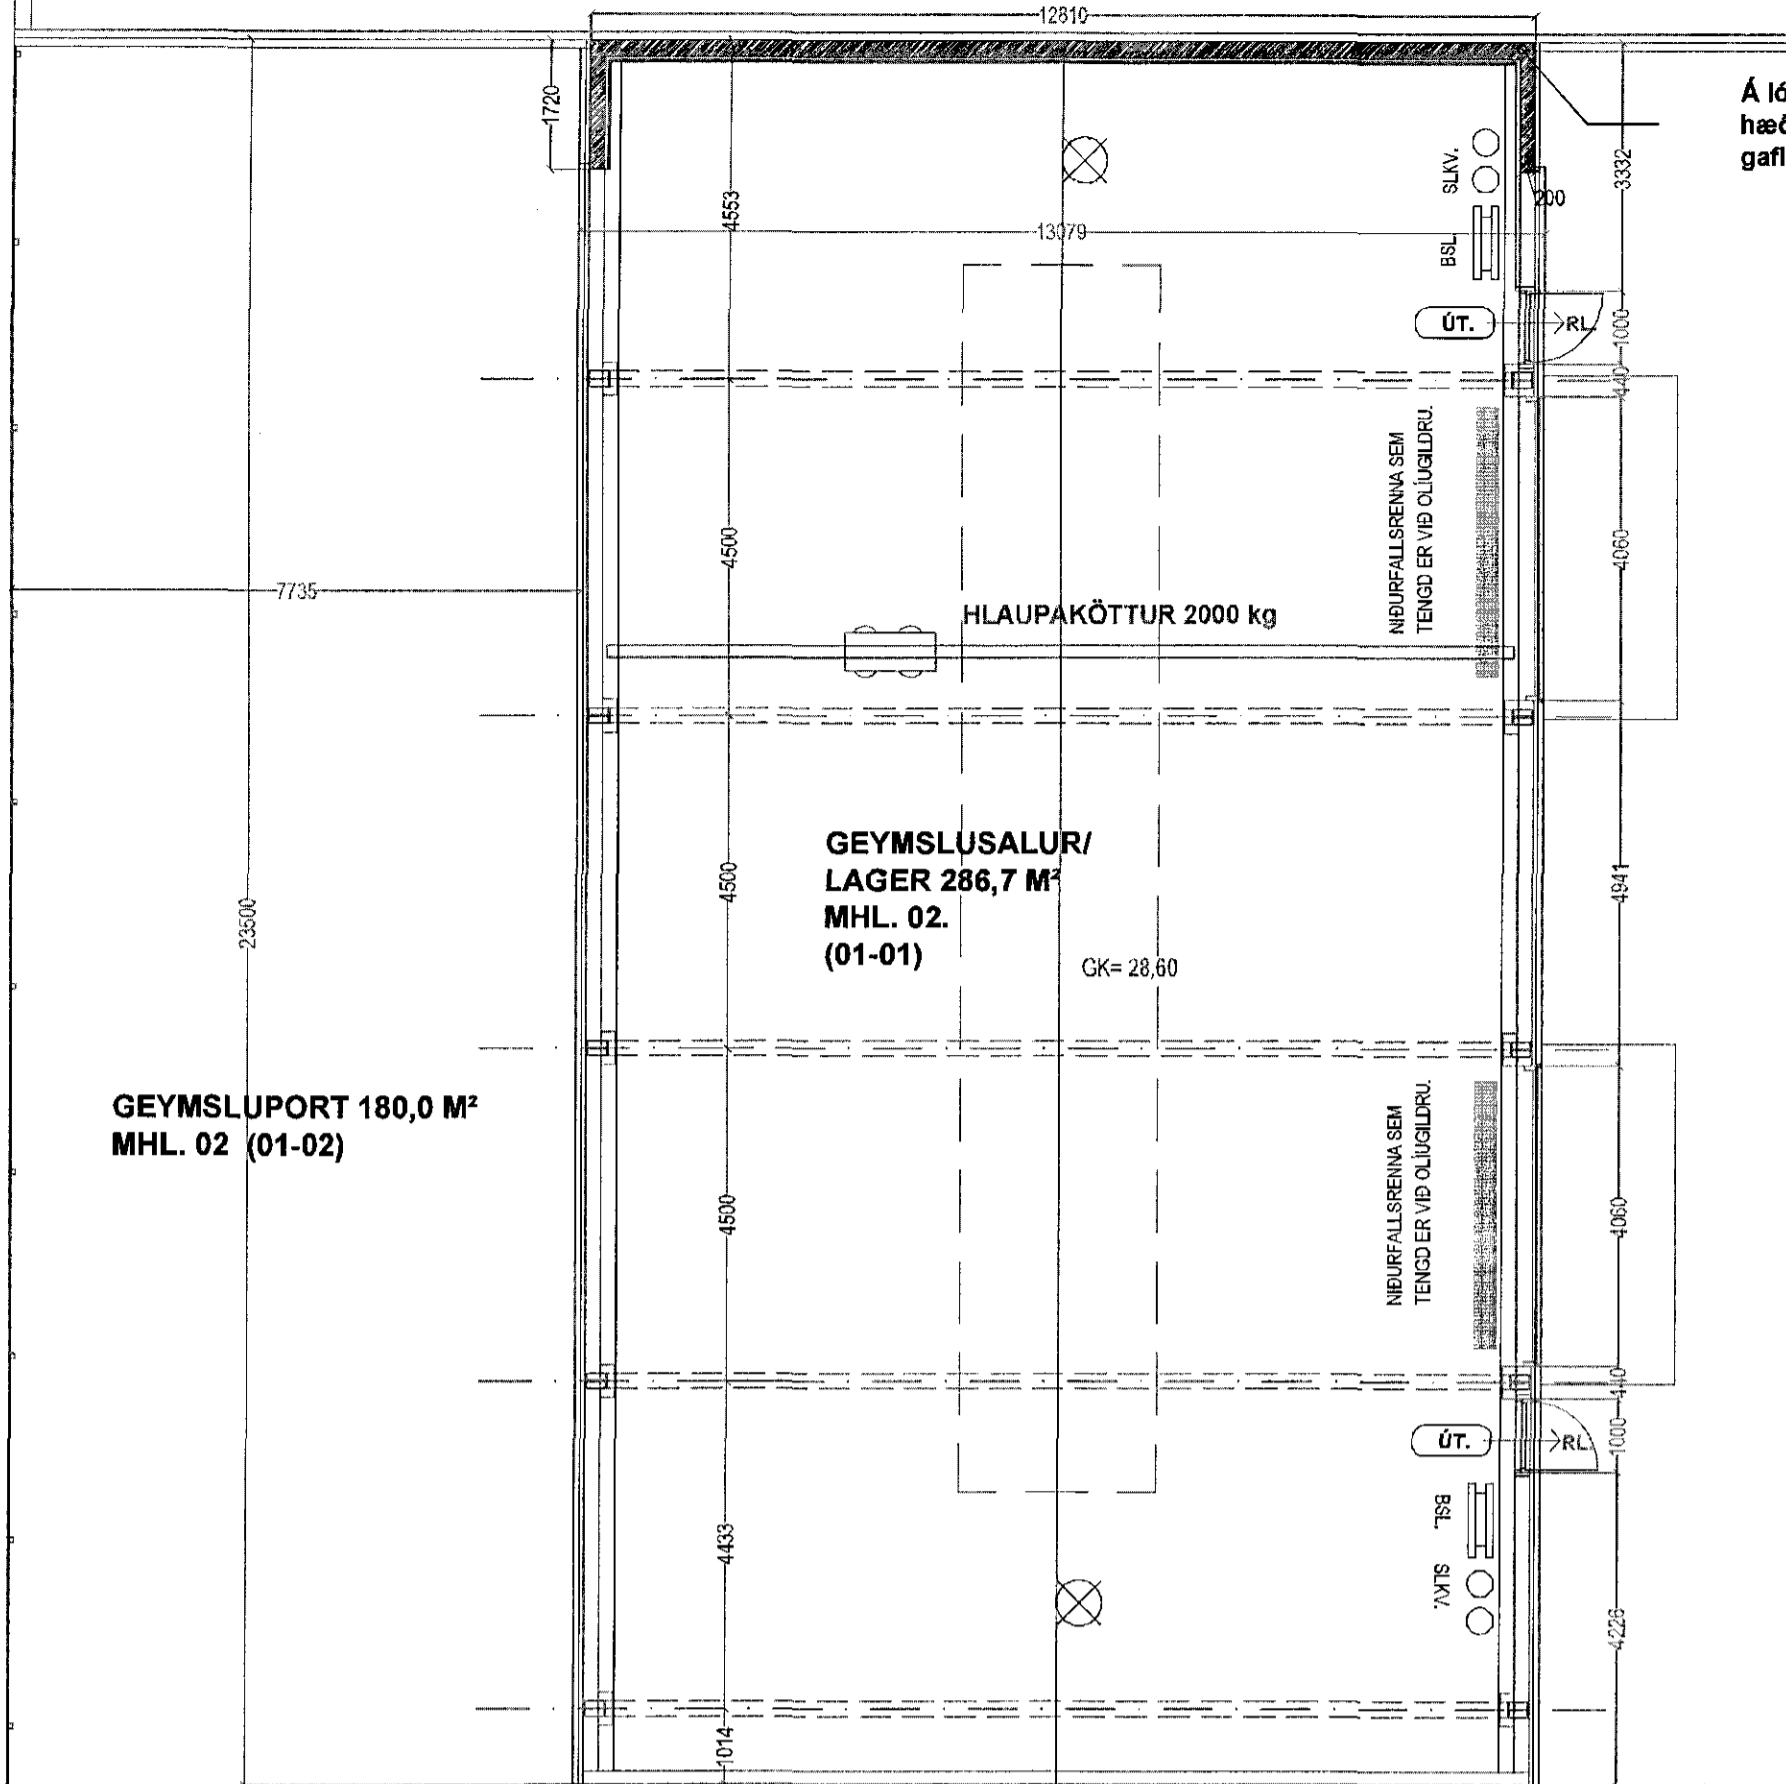 12810
Á ló
hæð
gafl
1720
4553
13079
SLKV.
BSL.
200
3332
ÚT.
RL.
1000
440
NIÐURFALLSRENNA SEM
TENGD ER VIÐ OLÍUGILDRU.
4500
4060
7735
HLAUPAKÖTTUR 2000 kg
GEYMSLUSALUR/
LAGER 286,7 M²
MHL. 02.
(01-01)
4500
4941
23500
GK= 28,60
GEYMSLUPORT 180,0 M²
MHL. 02 (01-02)
4500
NIÐURFALLSRENNA SEM
TENGD ER VIÐ OLÍUGILDRU.
4060
440
ÚT.
RL.
1000
BSL.
SLKV.
4433
4226
1014